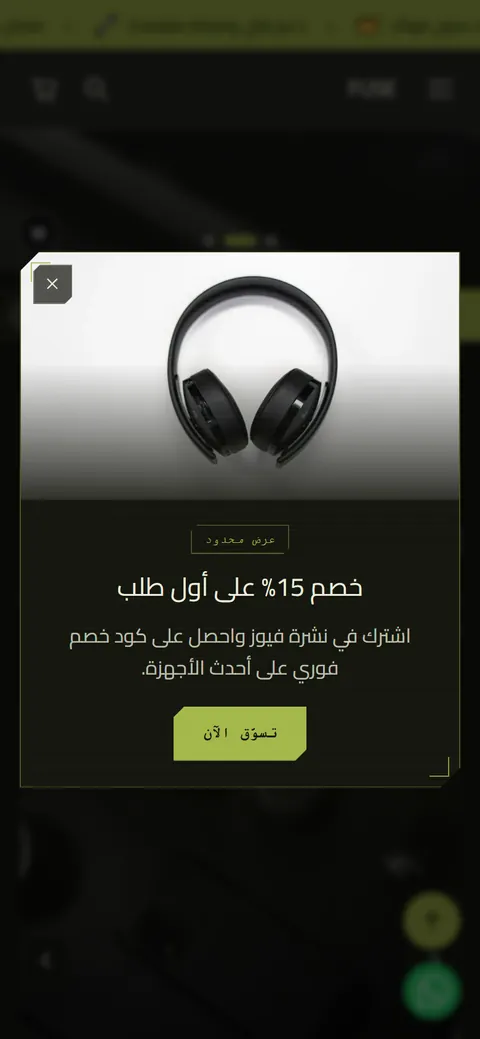 FUSE
عرض محدود
خصم 15% على أول طلب
اشترك في نشرة فيوز واحصل على كود خصم
فوري على أحدث الأجهزة.
تسوّق الآن